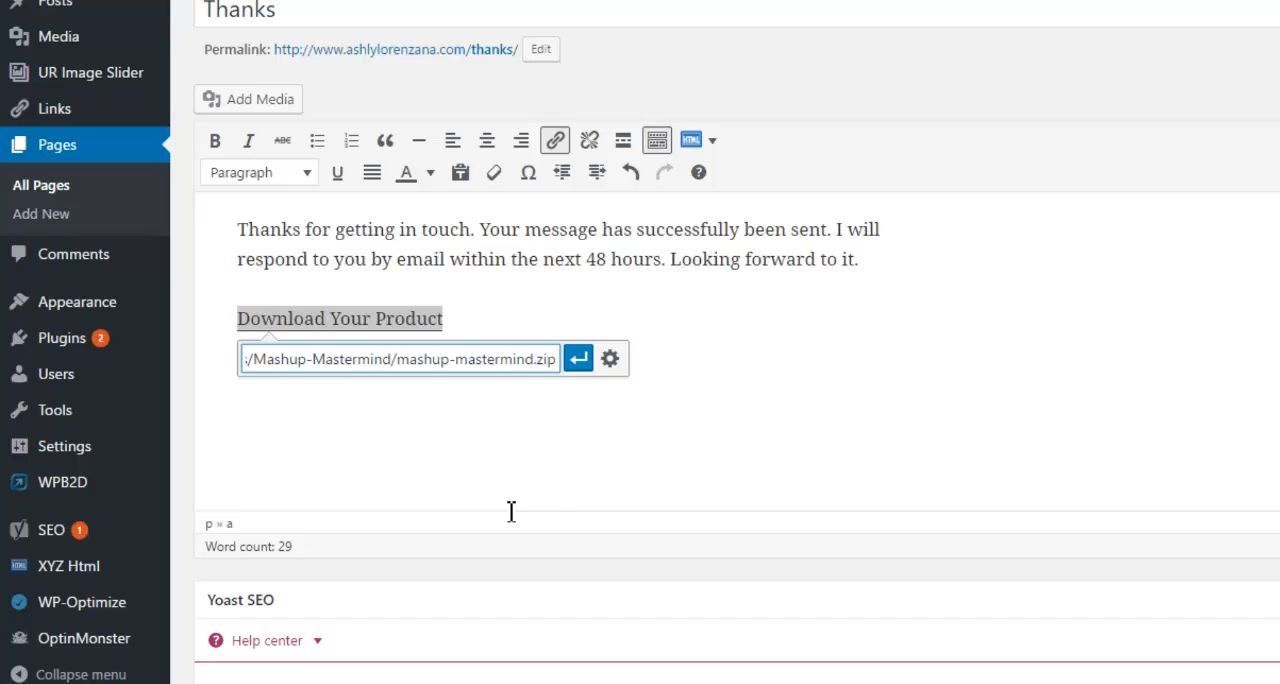 Posts
Media
UR Image Slider
Links
Pages
All Pages
Add New
Comments
Appearance
Plugins 2
Users
Tools
Settings
WPB2D
SEO 1
XYZ Html
WP-Optimize
OptinMonster
Collapse menu
Thanks
Permalink: http://www.ashlylorenzana.com/thanks/ Edit
Add Media
B I ABC HTML
Paragraph U A Ω
Thanks for getting in touch. Your message has successfully been sent. I will
respond to you by email within the next 48 hours. Looking forward to it.
Download Your Product
/Mashup-Mastermind/mashup-mastermind.zip
p » a
Word count: 29
Yoast SEO
Help center